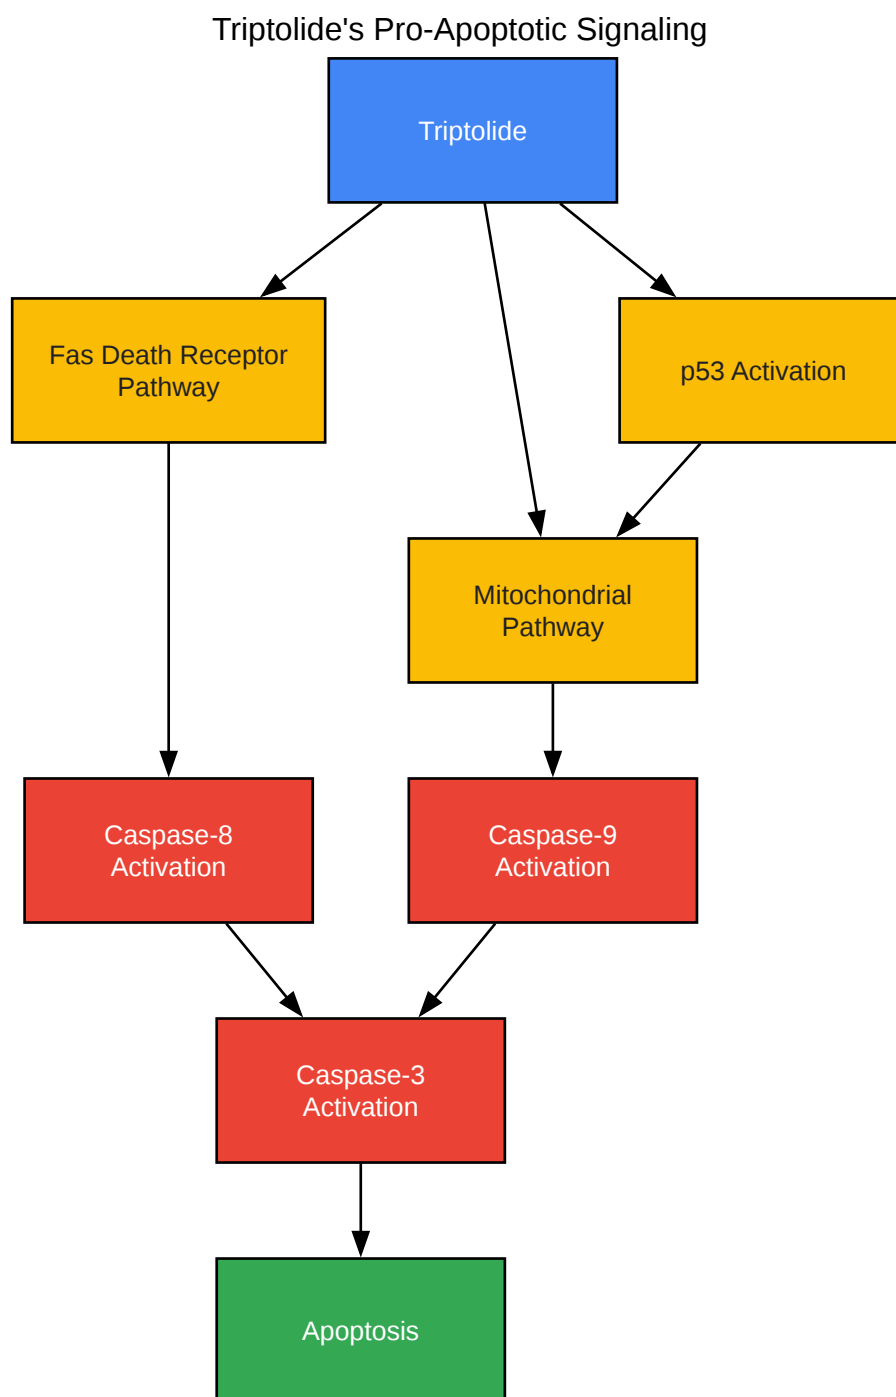 Triptolide's Pro-Apoptotic Signaling
Triptolide
Fas Death Receptor
Pathway
p53 Activation
Mitochondrial
Pathway
Caspase-8
Activation
Caspase-9
Activation
Caspase-3
Activation
Apoptosis